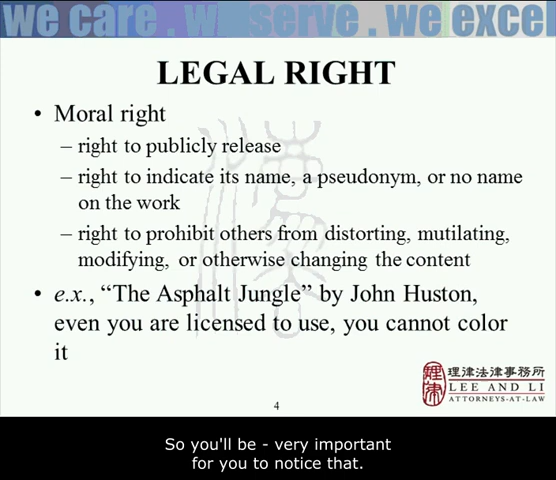 we care . we serve . we excel
LEGAL RIGHT
• Moral right
– right to publicly release
– right to indicate its name, a pseudonym, or no name
on the work
– right to prohibit others from distorting, mutilating,
modifying, or otherwise changing the content
• e.x., “The Asphalt Jungle” by John Huston,
even you are licensed to use, you cannot color
it
理律法律事務所
LEE AND LI
ATTORNEYS-AT-LAW
4
So you'll be - very important
for you to notice that.